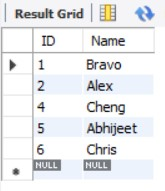 Result Grid
ID Name
1 Bravo
2 Alex
4 Cheng
5 Abhijeet
6 Chris
NULL NULL